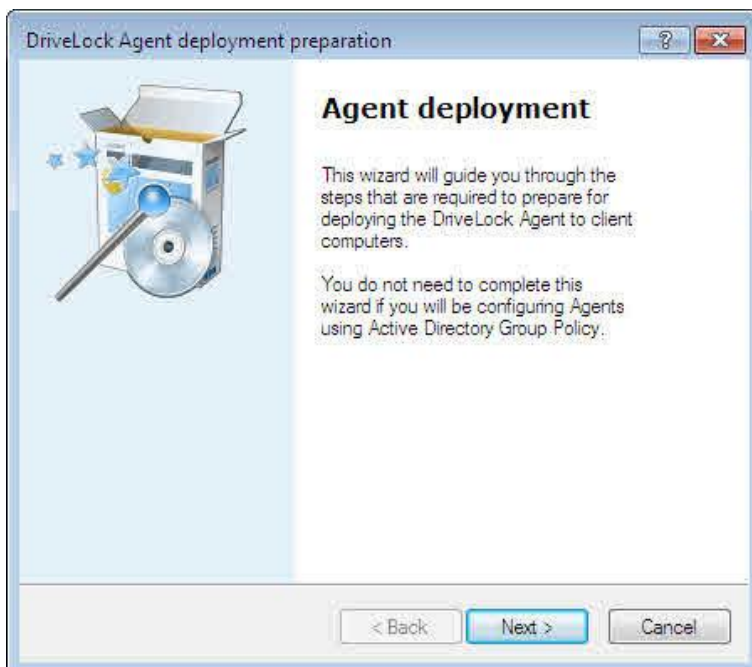 DriveLock Agent deployment preparation
Agent deployment
This wizard will guide you through the
steps that are required to prepare for
deploying the DriveLock Agent to client
computers.
You do not need to complete this
wizard if you will be configuring Agents
using Active Directory Group Policy.
< Back
Next >
Cancel